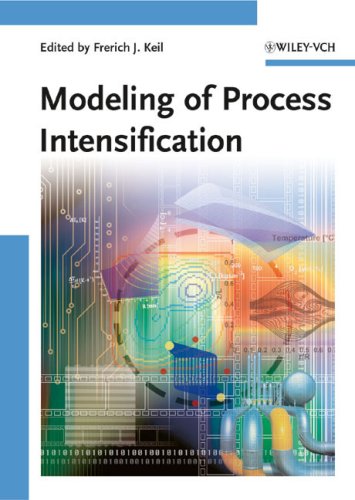 Edited by Frerich J. Keil
WILEY-VCH
Modeling of Process
Intensification
Temperature [°C]